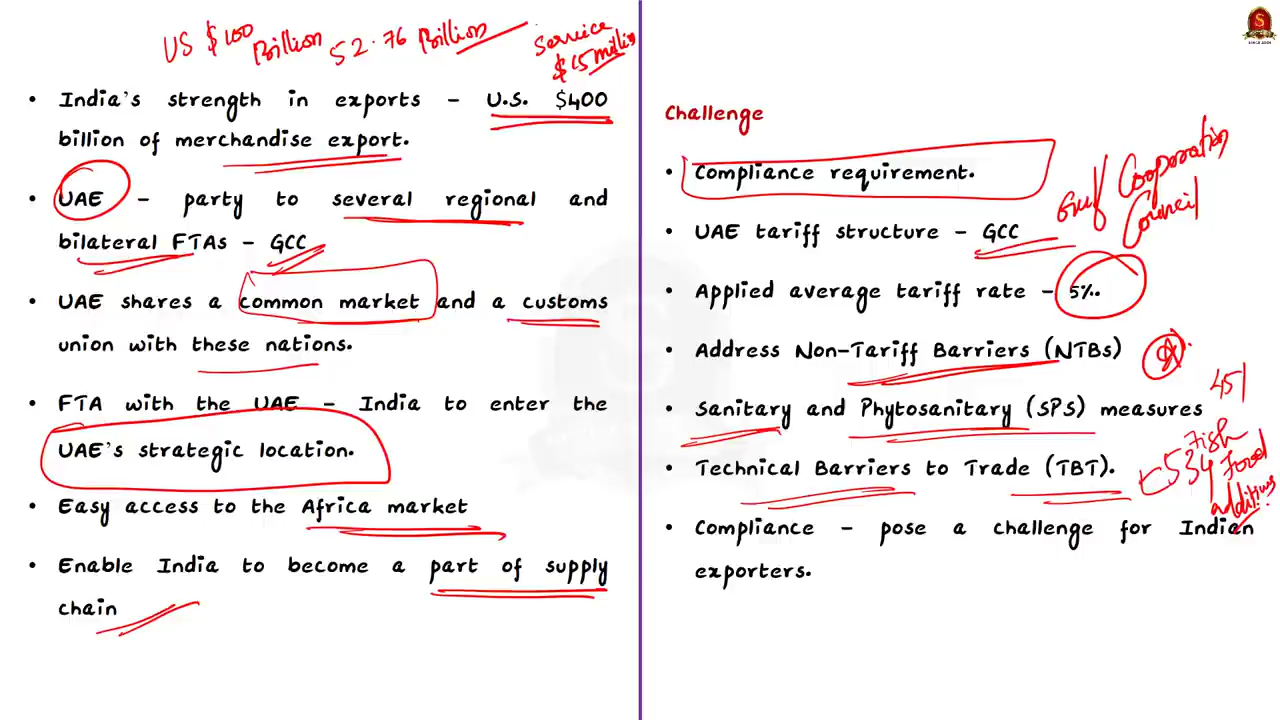 US $100 Billion 52.76 Billion
Service $15 million
• India's strength in exports – U.S. $400
billion of merchandise export.
• UAE – party to several regional and
bilateral FTAs – GCC
• UAE shares a common market and a customs
union with these nations.
• FTA with the UAE – India to enter the
UAE's strategic location.
• Easy access to the Africa market
• Enable India to become a part of supply
chain
Challenge
• Compliance requirement.
• UAE tariff structure – GCC
Gulf Cooperation
Council
• Applied average tariff rate – 5%.
• Address Non-Tariff Barriers (NTBs)
• Sanitary and Phytosanitary (SPS) measures
451
Fish
• Technical Barriers to Trade (TBT).
534 Food
additives
• Compliance – pose a challenge for Indian
exporters.